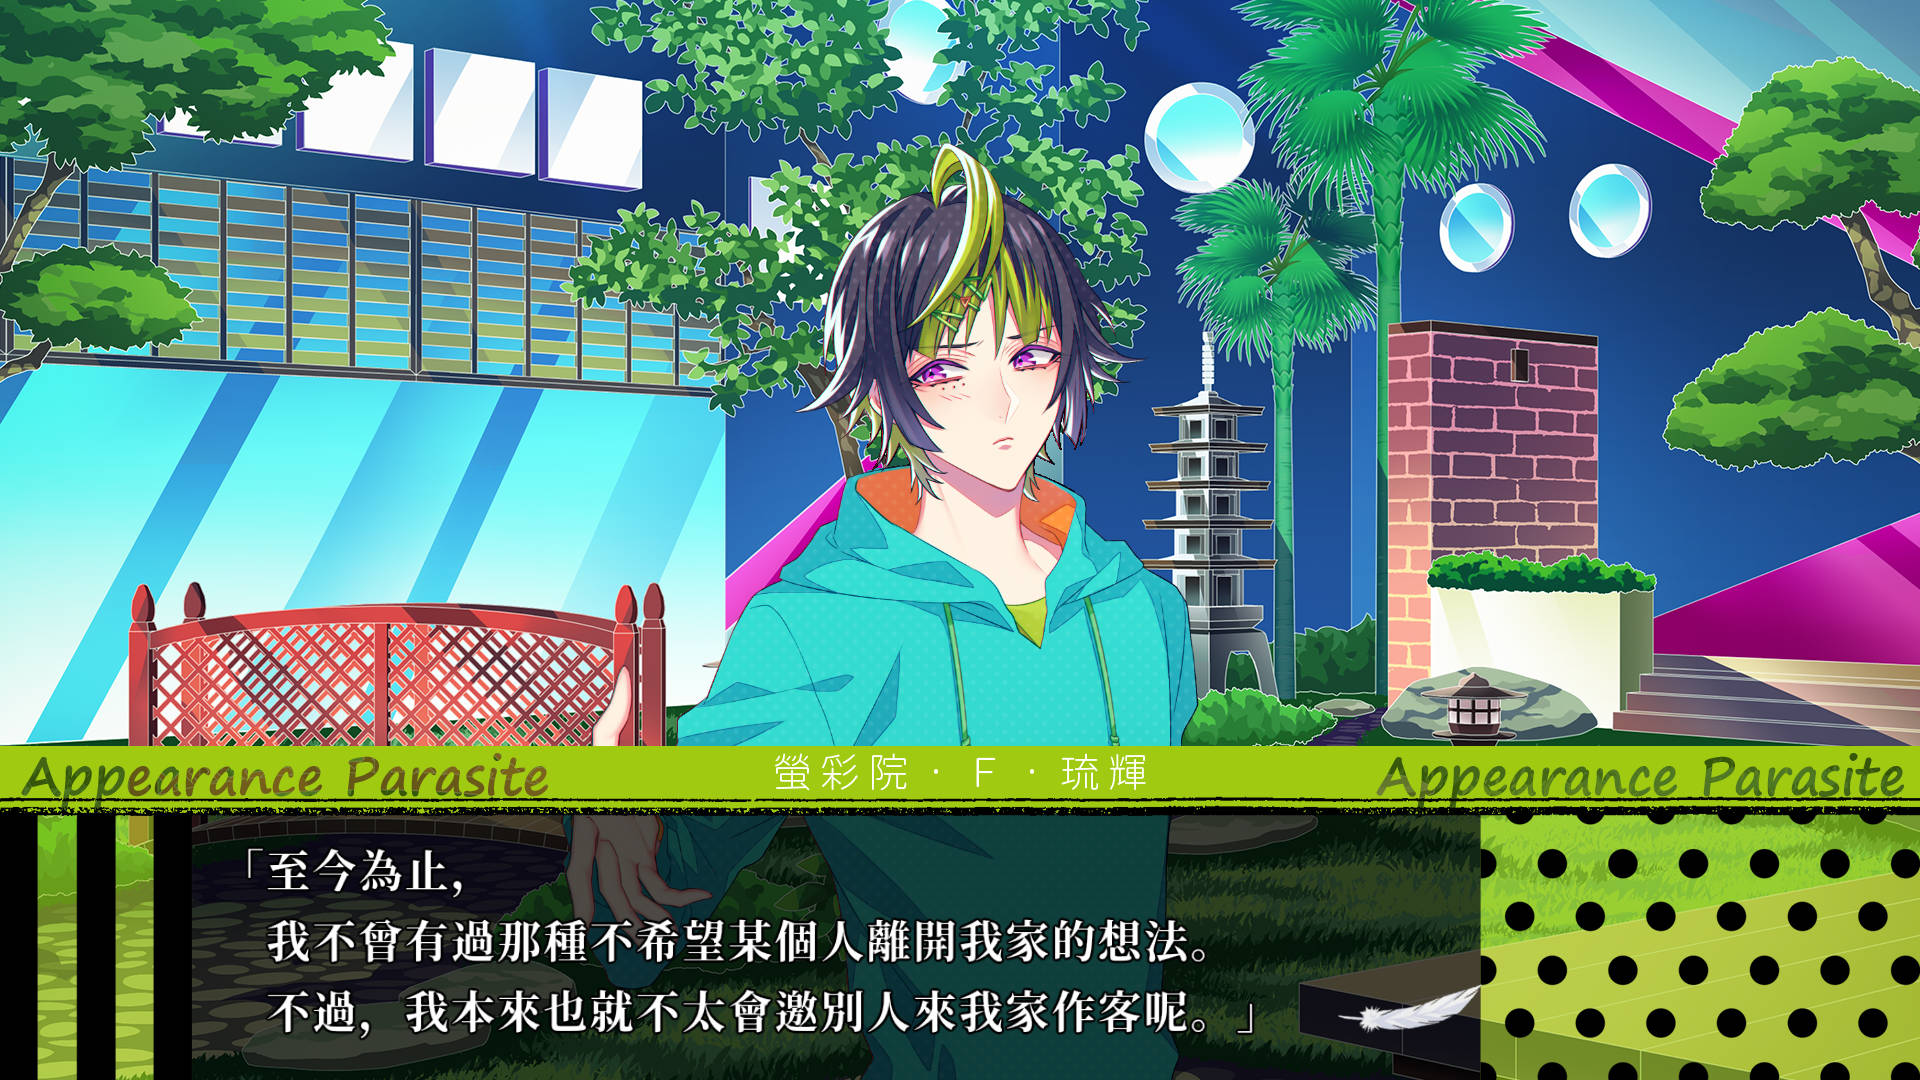 Appearance Parasite
螢彩院·F·琉輝
Appearance Parasite
「至今為止，
我不曾有過那種不希望某個人離開我家的想法。
不過，我本來也就不太會邀別人來我家作客呢。」